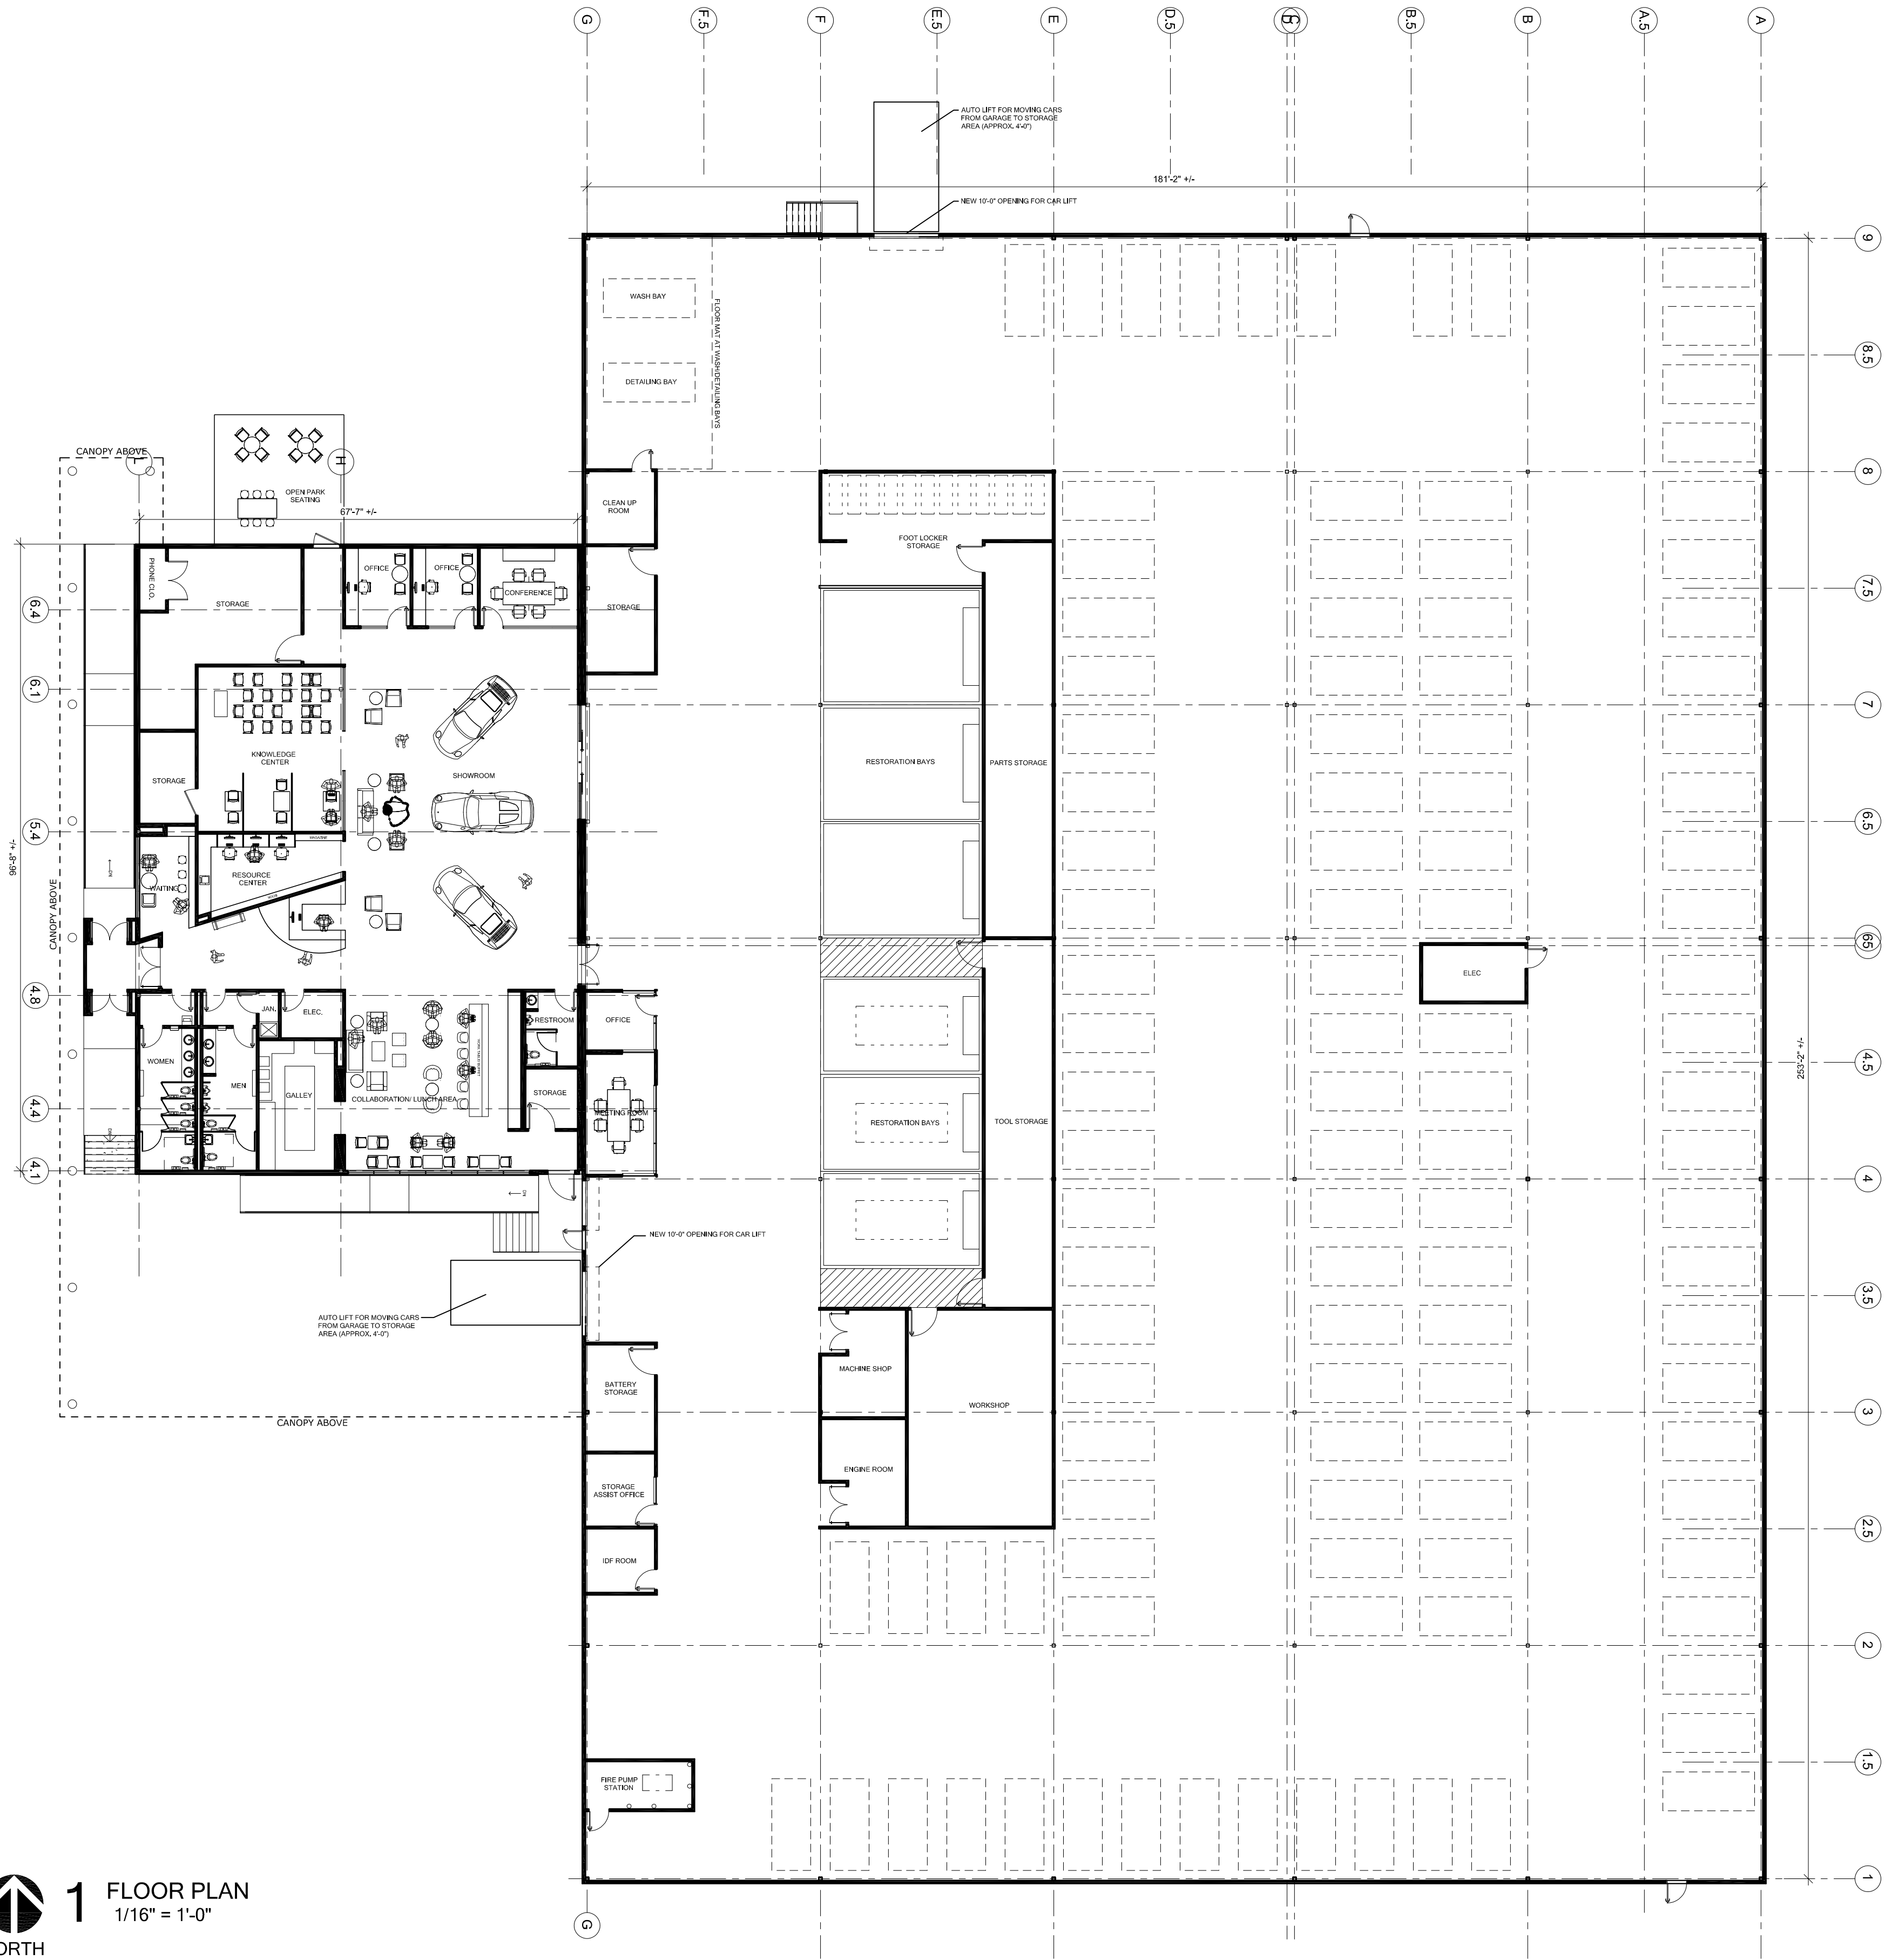 G
F.5
F
E.5
E
D.5
D
C
B.5
B
A.5
A
AUTO LIFT FOR MOVING CARS
FROM GARAGE TO STORAGE
AREA (APPROX. 4'-0")
181'-2" +/-
NEW 10'-0" OPENING FOR CAR LIFT
9
WASH BAY
FLOOR MAT AT WASH/DETAILING BAYS
8.5
DETAILING BAY
CANOPY ABOVE
L
H
8
OPEN PARK
SEATING
CLEAN UP
ROOM
67'-7" +/-
FOOT LOCKER
STORAGE
PHONE CLO.
OFFICE
OFFICE
CONFERENCE
7.5
STORAGE
STORAGE
6.4
6.1
7
KNOWLEDGE
CENTER
RESTORATION BAYS
PARTS STORAGE
SHOWROOM
STORAGE
6.5
5.4
MAGAZINE
96'-8" +/-
DN
RESOURCE
CENTER
WAITING
CANOPY ABOVE
65
ELEC
4.8
JAN.
ELEC.
RESTROOM
OFFICE
253'-2" +/-
WOMEN
4.5
MEN
GALLEY
COLLABORATION/ LUNCH AREA
STORAGE
4.4
MEETING ROOM
RESTORATION BAYS
TOOL STORAGE
DN
4.1
4
DN
NEW 10'-0" OPENING FOR CAR LIFT
3.5
AUTO LIFT FOR MOVING CARS
FROM GARAGE TO STORAGE
AREA (APPROX. 4'-0")
MACHINE SHOP
BATTERY
STORAGE
WORKSHOP
3
CANOPY ABOVE
ENGINE ROOM
STORAGE
ASSIST OFFICE
2.5
IDF ROOM
2
1.5
FIRE PUMP
STATION
1
G
1 FLOOR PLAN
1/16" = 1'-0"
ORTH